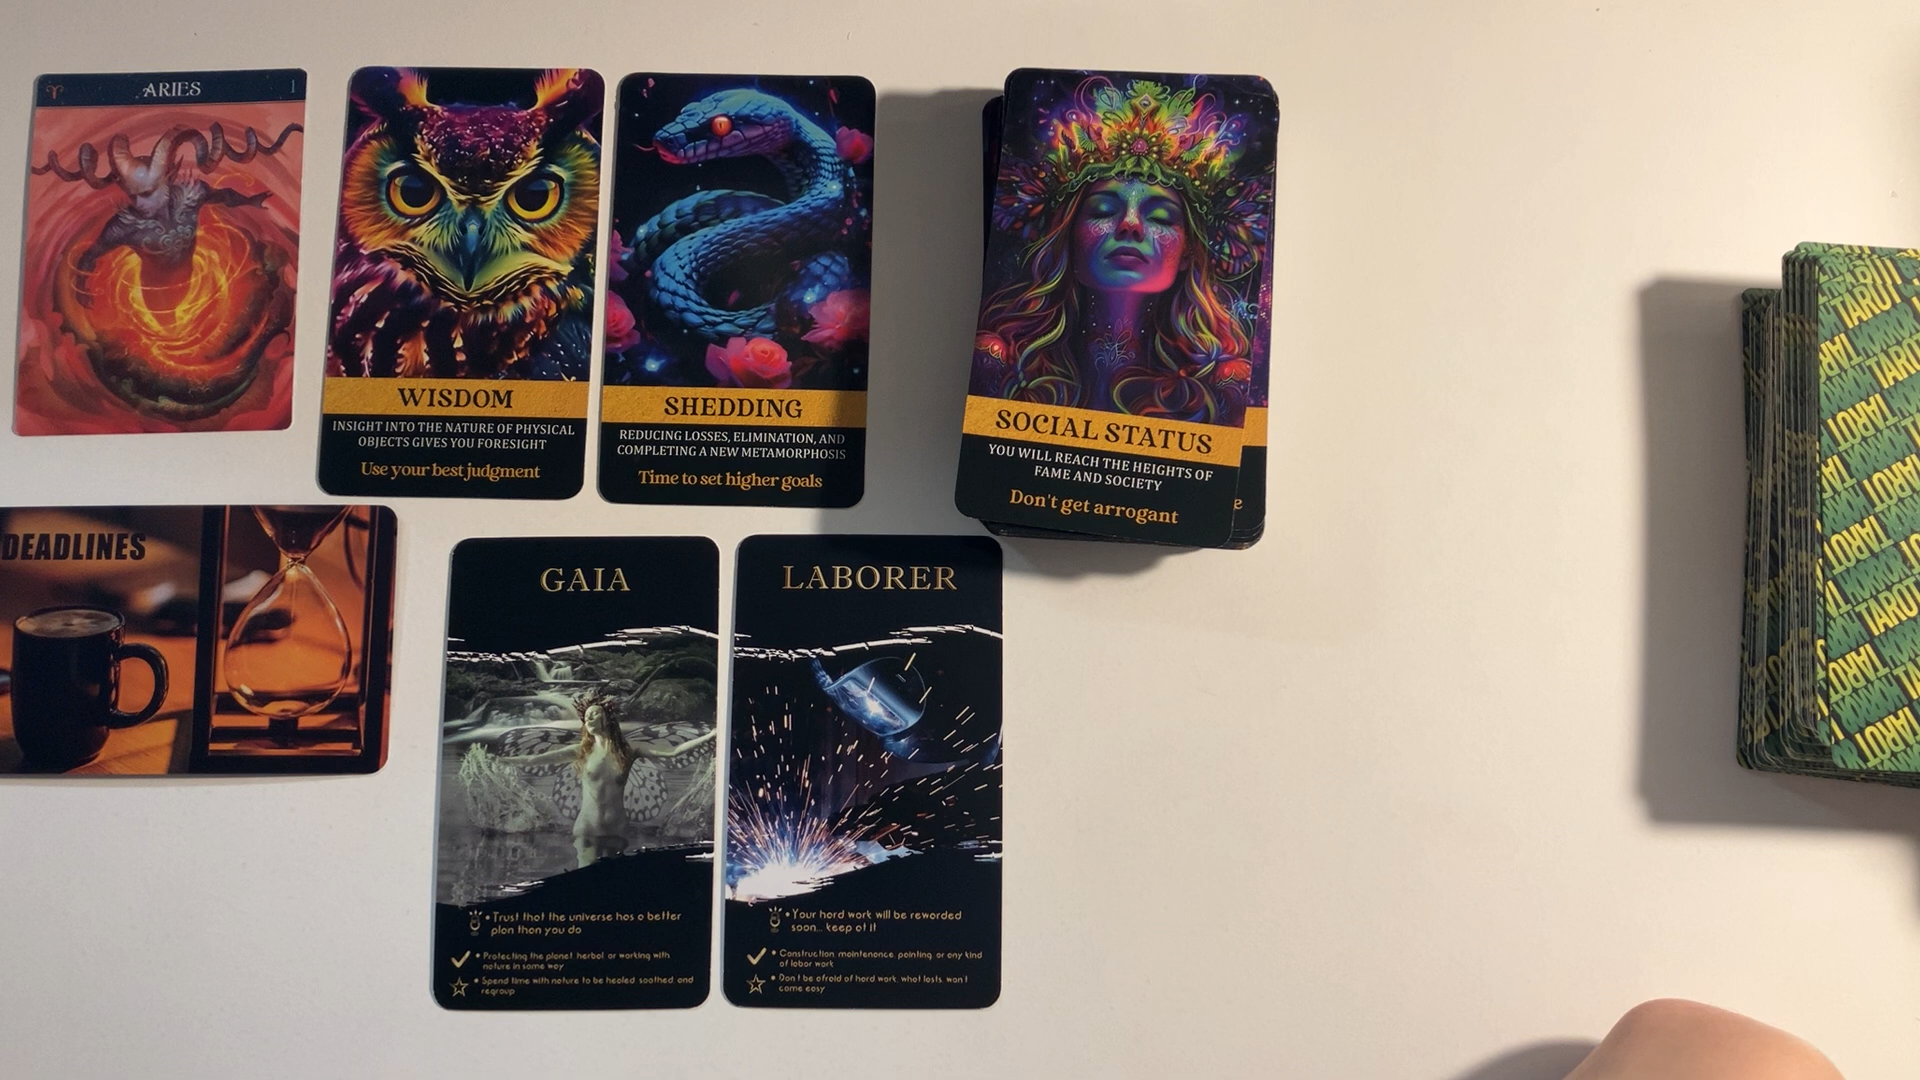 ARIES 1
WISDOM
INSIGHT INTO THE NATURE OF PHYSICAL
OBJECTS GIVES YOU FORESIGHT
Use your best judgment
SHEDDING
REDUCING LOSSES, ELIMINATION, AND
COMPLETING A NEW METAMORPHOSIS
Time to set higher goals
SOCIAL STATUS
YOU WILL REACH THE HEIGHTS OF
FAME AND SOCIETY
Don't get arrogant
e
DEADLINES
GAIA
• Trust that the universe has a better
plan than you do
• Protecting the planet, herbal, or working with
nature in some way
• Spend time with nature to be healed, soothed, and
regroup
LABORER
• Your hard work will be rewarded
soon... keep at it
• Construction, maintenance, painting, or any kind
of labor work
• Don't be afraid of hard work, what lasts, won't
come easy
TAROT
TAROT
TAROT
TAROT
TAROT
TAROT